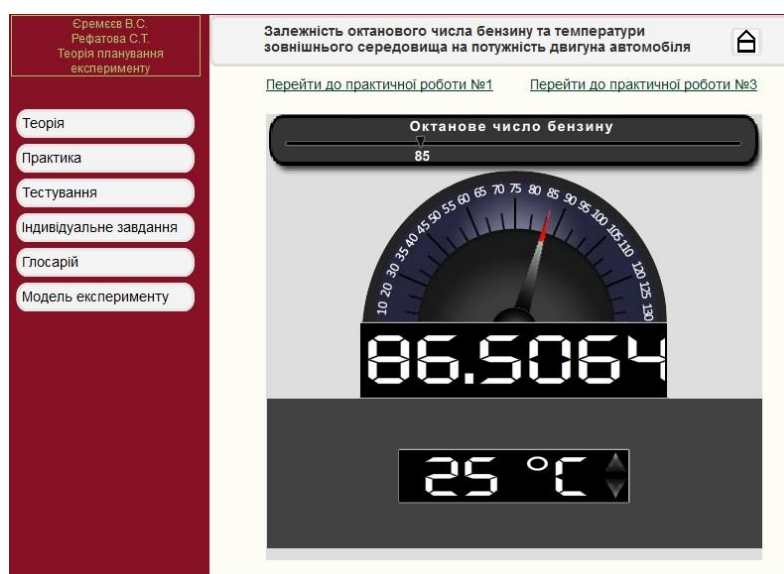 Єремєєв В.С.
Рефатова С.Т.
Теорія планування
експерименту
Залежність октанового числа бензину та температури
зовнішнього середовища на потужність двигуна автомобіля
Перейти до практичної роботи №1 Перейти до практичної роботи №3
Теорія
Практика
Тестування
Індивідуальне завдання
Глосарій
Модель експерименту
Октанове число бензину
85
10 20 30 35 40 45 50 55 60 65 70 75 80 85 90 95 100 105 110 120 125 130
86.5064
25 °C